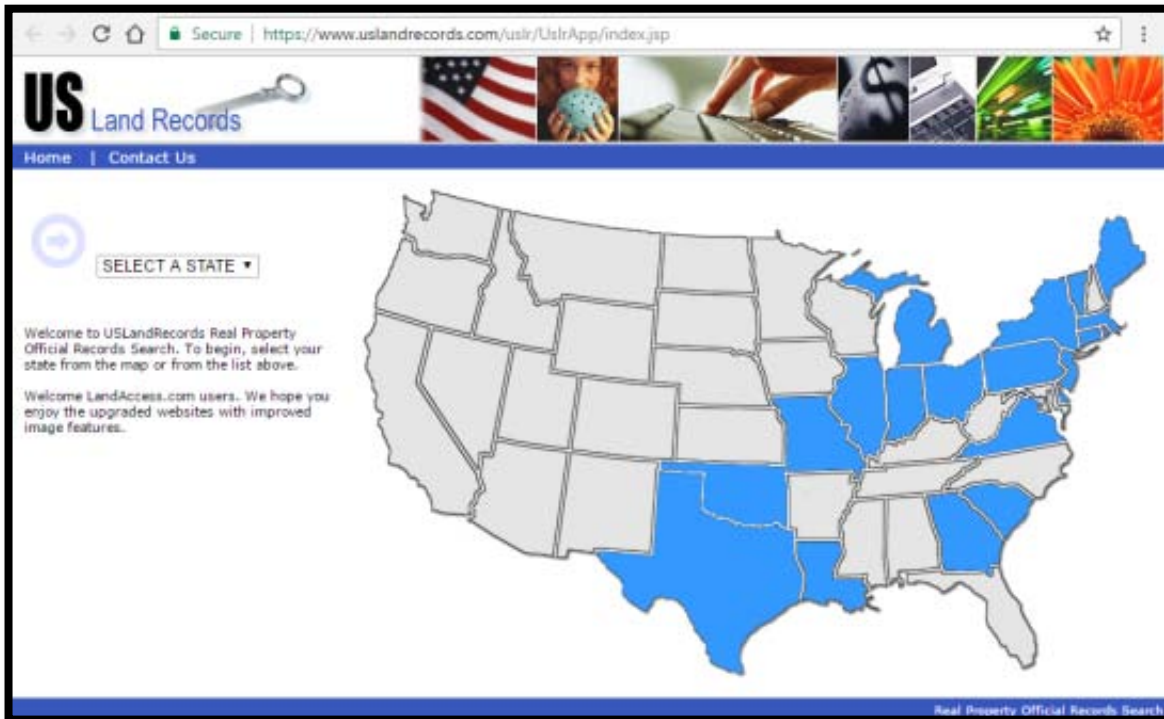 Secure | https://www.uslandrecords.com/uslr/UslrApp/index.jsp
US Land Records
Home | Contact Us
SELECT A STATE
Welcome to USLandRecords Real Property
Official Records Search. To begin, select your
state from the map or from the list above.
Welcome LandAccess.com users. We hope you
enjoy the upgraded websites with improved
image features.
Real Property Official Records Search